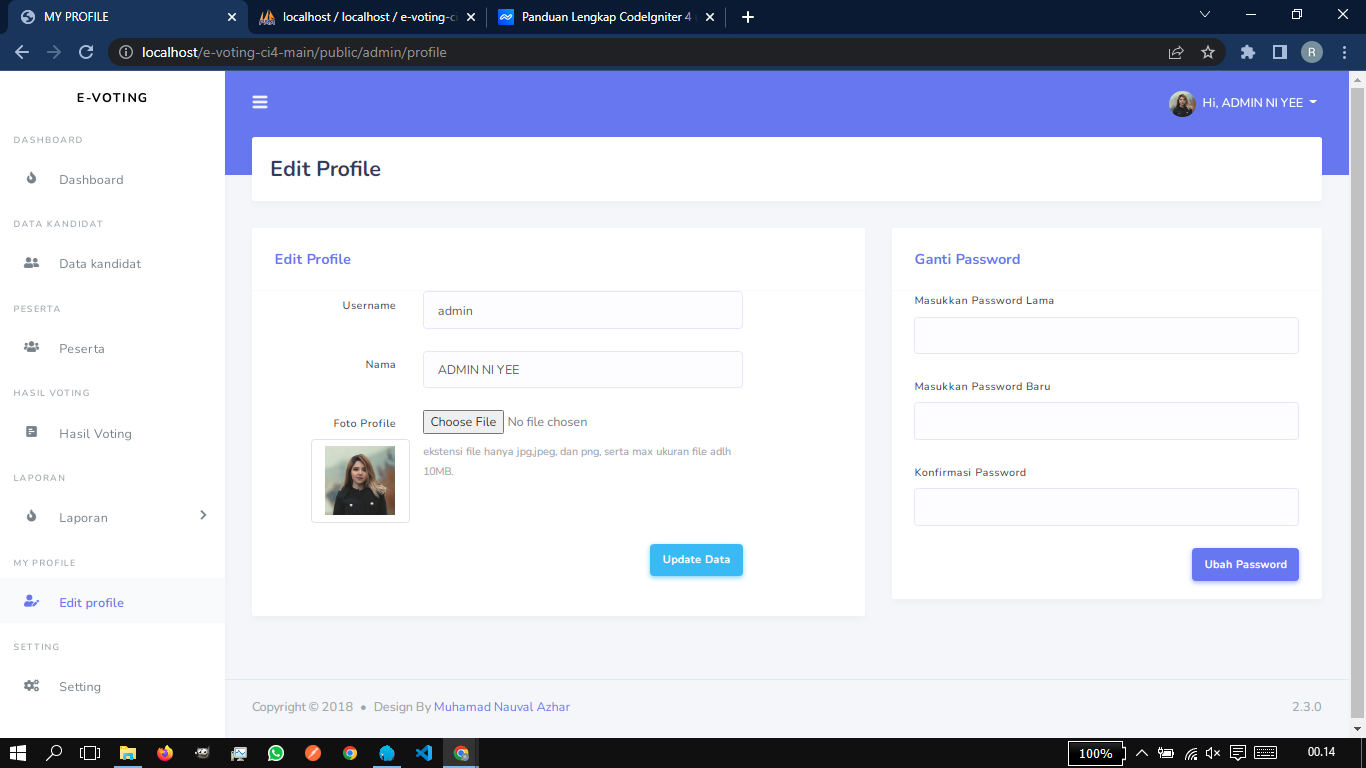 MY PROFILE
localhost / localhost / e-voting-ci
Panduan Lengkap CodeIgniter 4
localhost/e-voting-ci4-main/public/admin/profile
R
E-VOTING
Hi, ADMIN NI YEE
DASHBOARD
Dashboard
DATA KANDIDAT
Data kandidat
PESERTA
Peserta
HASIL VOTING
Hasil Voting
LAPORAN
Laporan
MY PROFILE
Edit profile
SETTING
Setting
Edit Profile
Edit Profile
Username
admin
Nama
ADMIN NI YEE
Foto Profile
Choose File No file chosen
ekstensi file hanya jpg,jpeg, dan png, serta max ukuran file adlh
10MB.
Update Data
Ganti Password
Masukkan Password Lama
Masukkan Password Baru
Konfirmasi Password
Ubah Password
Copyright © 2018 • Design By Muhamad Nauval Azhar
2.3.0
100%
00.14